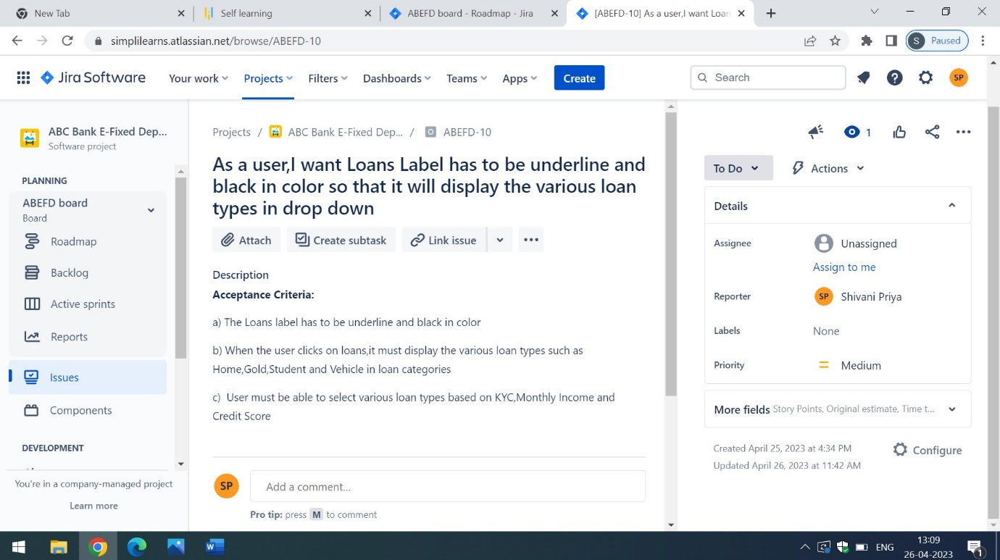 New Tab
Self learning
ABEFD board - Roadmap - Jira
[ABEFD-10] As a user,I want Loan
simplilearns.atlassian.net/browse/ABEFD-10
S Paused
Jira Software
Your work
Projects
Filters
Dashboards
Teams
Apps
Create
Search
SP
ABC Bank E-Fixed Dep...
Software project
PLANNING
ABEFD board
Board
Roadmap
Backlog
Active sprints
Reports
Issues
Components
DEVELOPMENT
You're in a company-managed project
Learn more
Projects / ABC Bank E-Fixed Dep... / ABEFD-10
As a user,I want Loans Label has to be underline and
black in color so that it will display the various loan
types in drop down
Attach
Create subtask
Link issue
Description
Acceptance Criteria:
a) The Loans label has to be underline and black in color
b) When the user clicks on loans,it must display the various loan types such as
Home,Gold,Student and Vehicle in loan categories
c) User must be able to select various loan types based on KYC,Monthly Income and
Credit Score
SP
Add a comment...
Pro tip: press M to comment
1
To Do
Actions
Details
Assignee
Unassigned
Assign to me
Reporter
SP Shivani Priya
Labels
None
Priority
Medium
More fields Story Points, Original estimate, Time t...
Created April 25, 2023 at 4:34 PM
Updated April 26, 2023 at 11:42 AM
Configure
W
ENG
13:09
26-04-2023
1